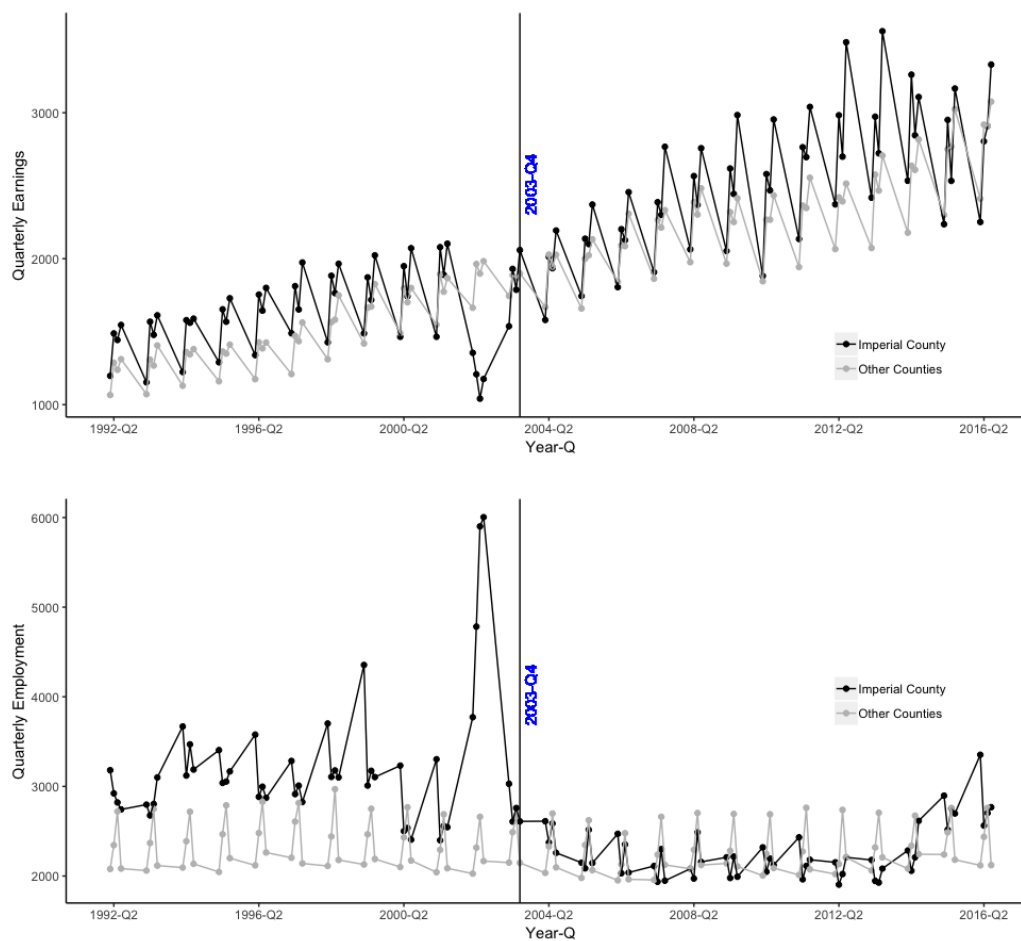 3000
2000
1000
Quarterly Earnings
2003-Q4
Imperial County
Other Counties
1992-Q2
1996-Q2
2000-Q2
2004-Q2
2008-Q2
2012-Q2
2016-Q2
Year-Q
6000
5000
4000
3000
2000
Quarterly Employment
2003-Q4
Imperial County
Other Counties
1992-Q2
1996-Q2
2000-Q2
2004-Q2
2008-Q2
2012-Q2
2016-Q2
Year-Q